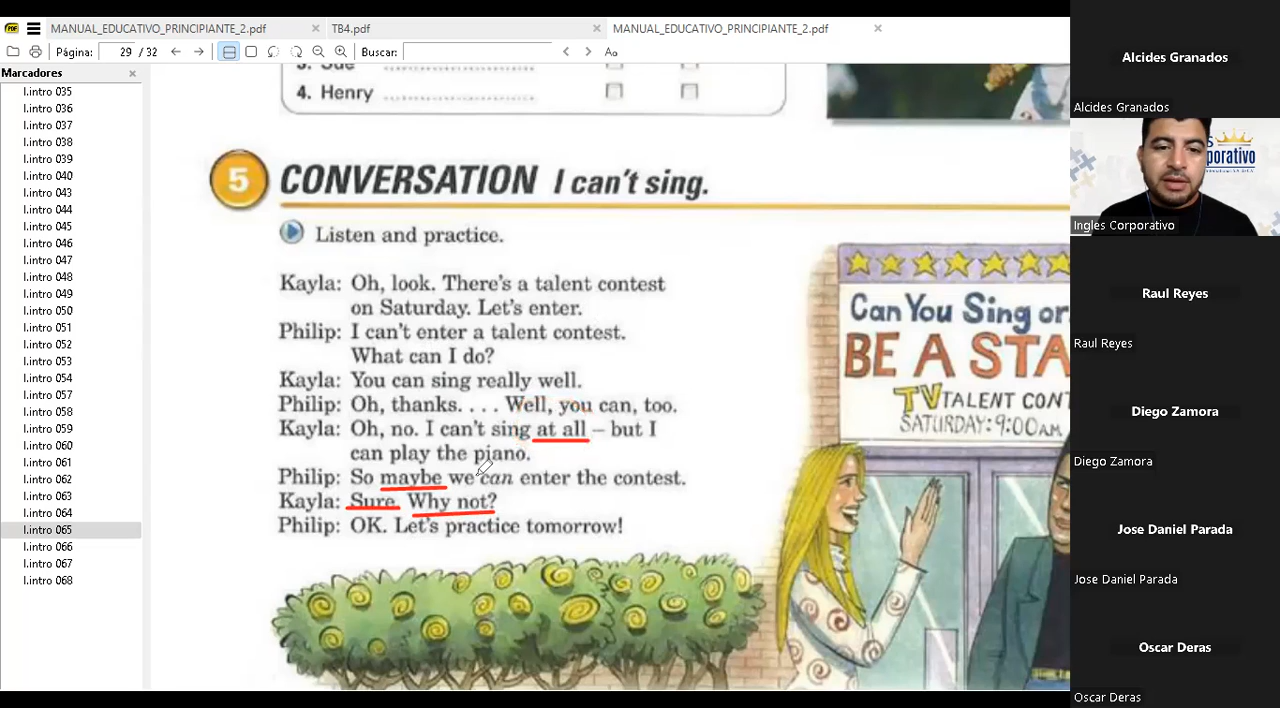 MANUAL_EDUCATIVO_PRINCIPIANTE_2.pdf
TB4.pdf
MANUAL_EDUCATIVO_PRINCIPIANTE_2.pdf
Página: 29 / 32
Buscar:
Aa
Marcadores
I.intro 035
I.intro 036
I.intro 037
I.intro 038
I.intro 039
I.intro 040
I.intro 043
I.intro 044
I.intro 045
I.intro 046
I.intro 047
I.intro 048
I.intro 049
I.intro 050
I.intro 051
I.intro 052
I.intro 053
I.intro 054
I.intro 057
I.intro 058
I.intro 059
I.intro 060
I.intro 061
I.intro 062
I.intro 063
I.intro 064
I.intro 065
I.intro 066
I.intro 067
I.intro 068
3. Sue
4. Henry
5 CONVERSATION I can't sing.
Listen and practice.
Kayla: Oh, look. There's a talent contest
on Saturday. Let's enter.
Philip: I can't enter a talent contest.
What can I do?
Kayla: You can sing really well.
Philip: Oh, thanks. . . . Well, you can, too.
Kayla: Oh, no. I can't sing at all – but I
can play the piano.
Philip: So maybe we can enter the contest.
Kayla: Sure. Why not?
Philip: OK. Let's practice tomorrow!
Can You Sing or
BE A STA
TV TALENT CON
SATURDAY: 9:00 AM
Alcides Granados
Alcides Granados
porativo
Ingles Corporativo
Raul Reyes
Raul Reyes
Diego Zamora
Diego Zamora
Jose Daniel Parada
Jose Daniel Parada
Oscar Deras
Oscar Deras